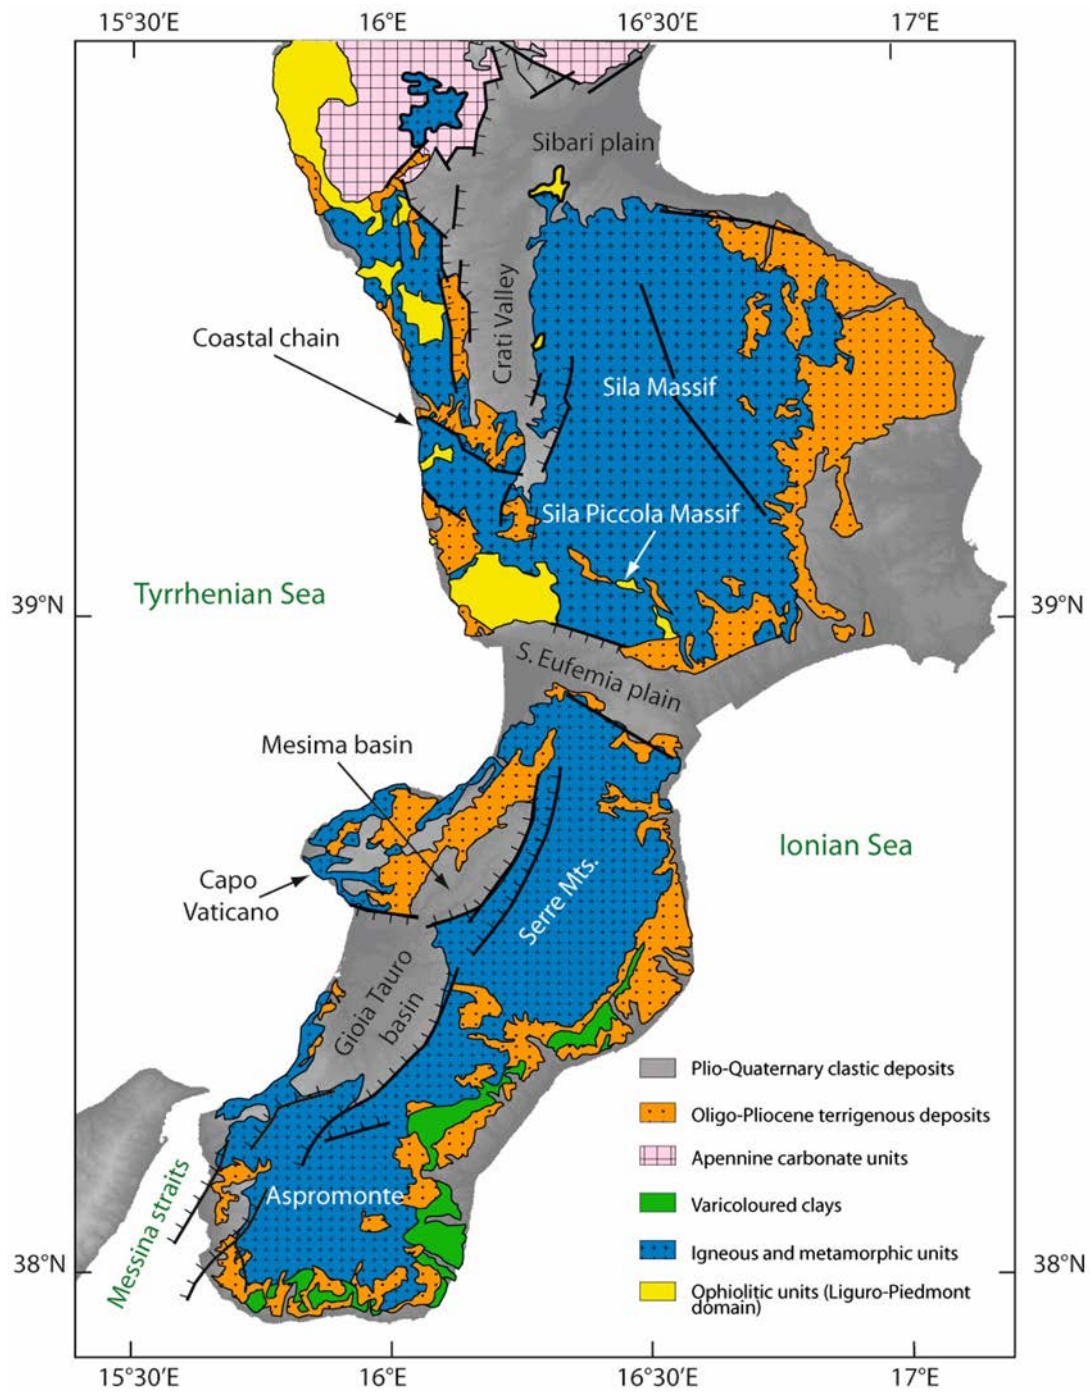 15°30'E 16°E 16°30'E 17°E
Sibari plain
Crati Valley
Coastal chain
Sila Massif
Sila Piccola Massif
39°N
Tyrrhenian Sea
39°N
S. Eufemia plain
Mesima basin
Ionian Sea
Capo
Vaticano
Serre Mts.
Gioia Tauro
basin
Plio-Quaternary clastic deposits
Oligo-Pliocene terrigenous deposits
Apennine carbonate units
Messina straits
Aspromonte
Varicoloured clays
38°N
Igneous and metamorphic units
38°N
Ophiolitic units (Liguro-Piedmont
domain)
15°30'E 16°E 16°30'E 17°E